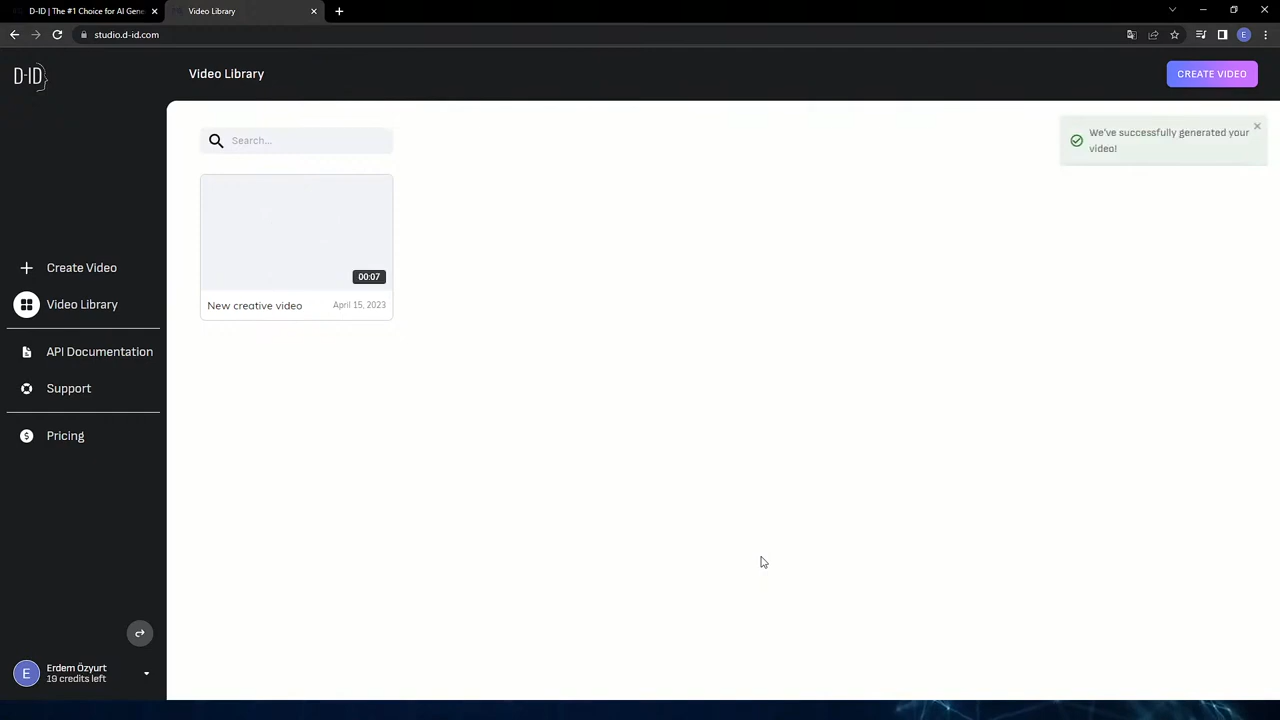 D-ID | The #1 Choice for AI Gene
Video Library
studio.d-id.com
E
D-ID
Video Library
CREATE VIDEO
Search...
We've successfully generated your
video!
00:07
New creative video
April 15, 2023
Create Video
Video Library
API Documentation
Support
Pricing
E
Erdem Özyurt
19 credits left